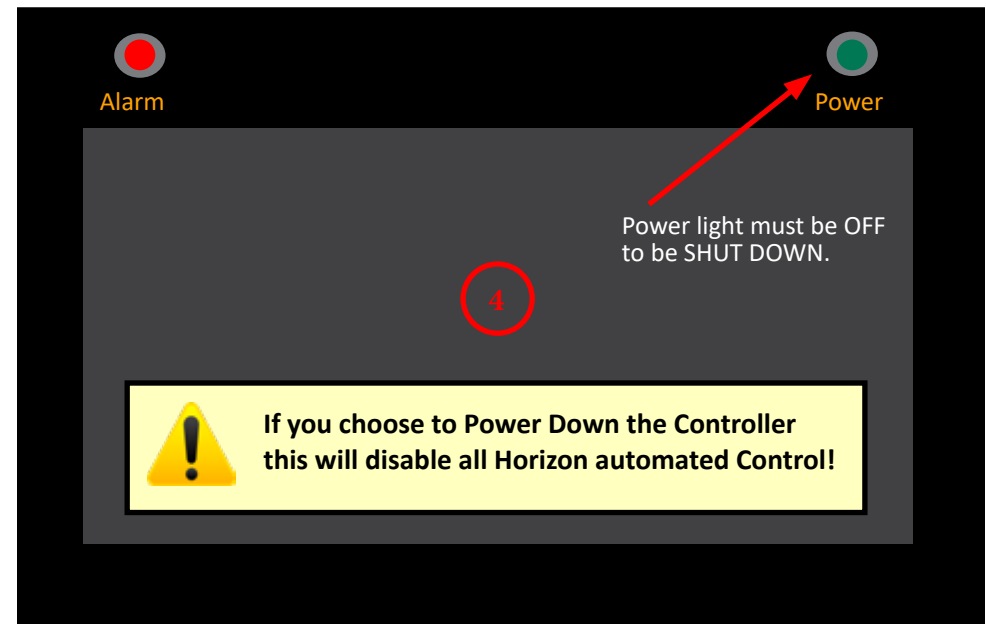 Alarm
Power
Power light must be OFF
to be SHUT DOWN.
4
If you choose to Power Down the Controller
this will disable all Horizon automated Control!